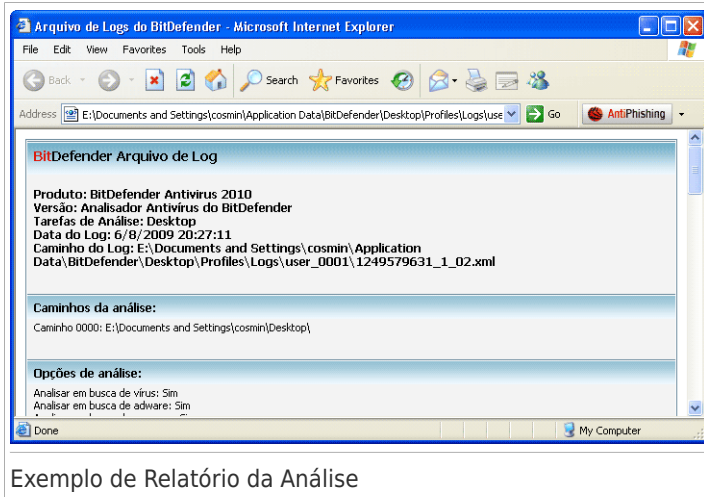 Arquivo de Logs do BitDefender - Microsoft Internet Explorer
File Edit View Favorites Tools Help
Back Search Favorites
Address E:\Documents and Settings\cosmin\Application Data\BitDefender\Desktop\Profiles\Logs\use Go AntiPhishing
BitDefender Arquivo de Log
Produto: BitDefender Antivirus 2010
Versão: Analisador Antivírus do BitDefender
Tarefas de Análise: Desktop
Data do Log: 6/8/2009 20:27:11
Caminho do Log: E:\Documents and Settings\cosmin\Application
Data\BitDefender\Desktop\Profiles\Logs\user_0001\1249579631_1_02.xml
Caminhos da análise:
Caminho 0000: E:\Documents and Settings\cosmin\Desktop\
Opções de análise:
Analisar em busca de vírus: Sim
Analisar em busca de adware: Sim
Done My Computer
Exemplo de Relatório da Análise